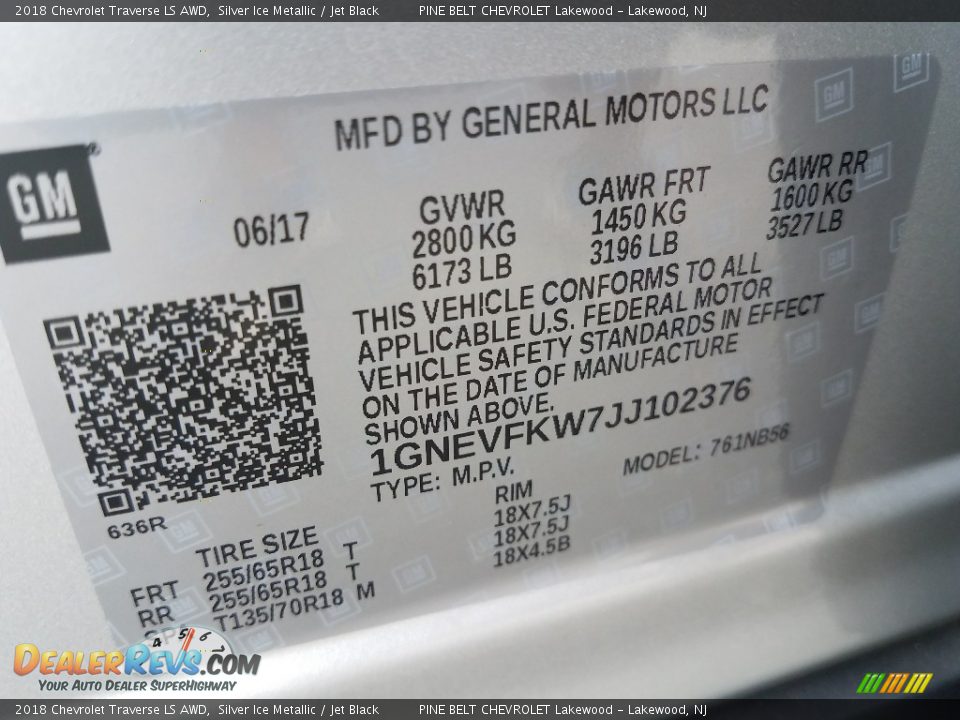 2018 Chevrolet Traverse LS AWD, Silver Ice Metallic / Jet Black PINE BELT CHEVROLET Lakewood – Lakewood, NJ
GM
MFD BY GENERAL MOTORS LLC
06/17
GVWR GAWR FRT GAWR RR
2800 KG 1450 KG 1600 KG
6173 LB 3196 LB 3527 LB
THIS VEHICLE CONFORMS TO ALL
APPLICABLE U.S. FEDERAL MOTOR
VEHICLE SAFETY STANDARDS IN EFFECT
ON THE DATE OF MANUFACTURE
SHOWN ABOVE.
1GNEVFKW7JJ102376
TYPE: M.P.V. MODEL: 761NB56
636R
TIRE SIZE RIM
FRT 255/65R18 T 18X7.5J
RR 255/65R18 T 18X7.5J
T135/70R18 M 18X4.5B
4 5 6
DEALERREVS.COM
YOUR AUTO DEALER SUPERHIGHWAY
2018 Chevrolet Traverse LS AWD, Silver Ice Metallic / Jet Black PINE BELT CHEVROLET Lakewood – Lakewood, NJ